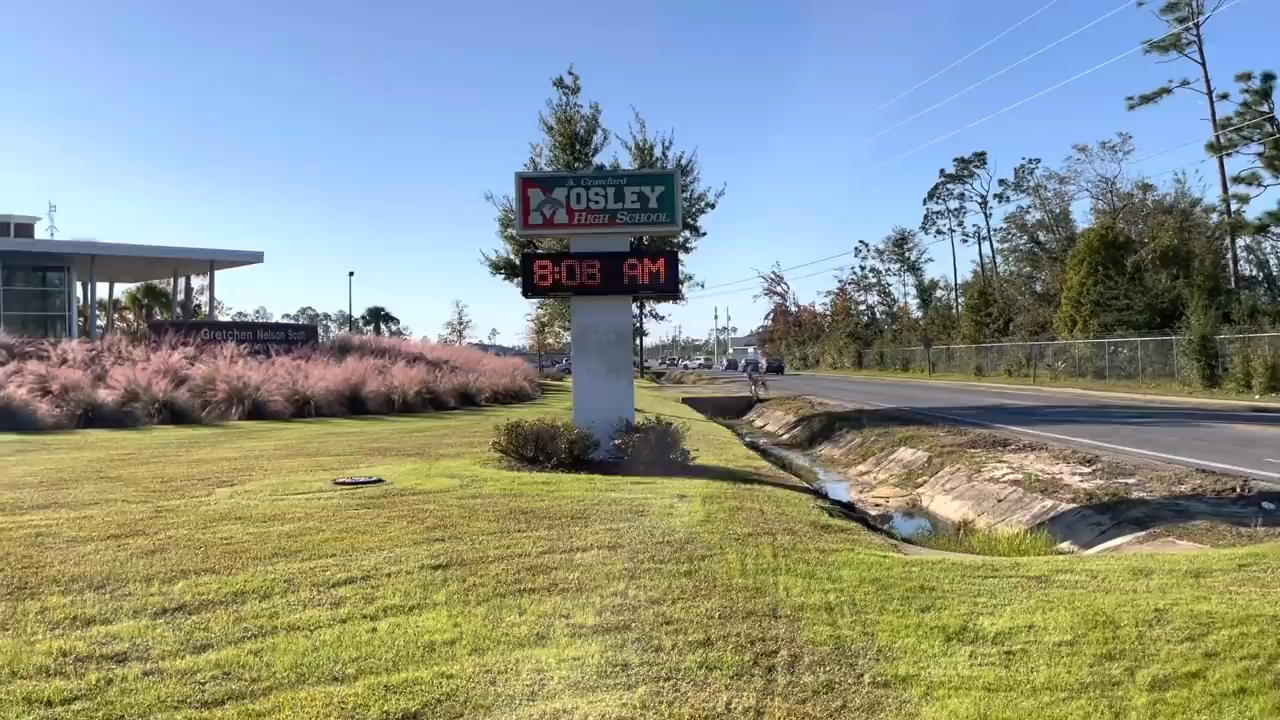 A. Crawford
MOSLEY
HIGH SCHOOL
8:08 AM
Gretchen Nelson Scott